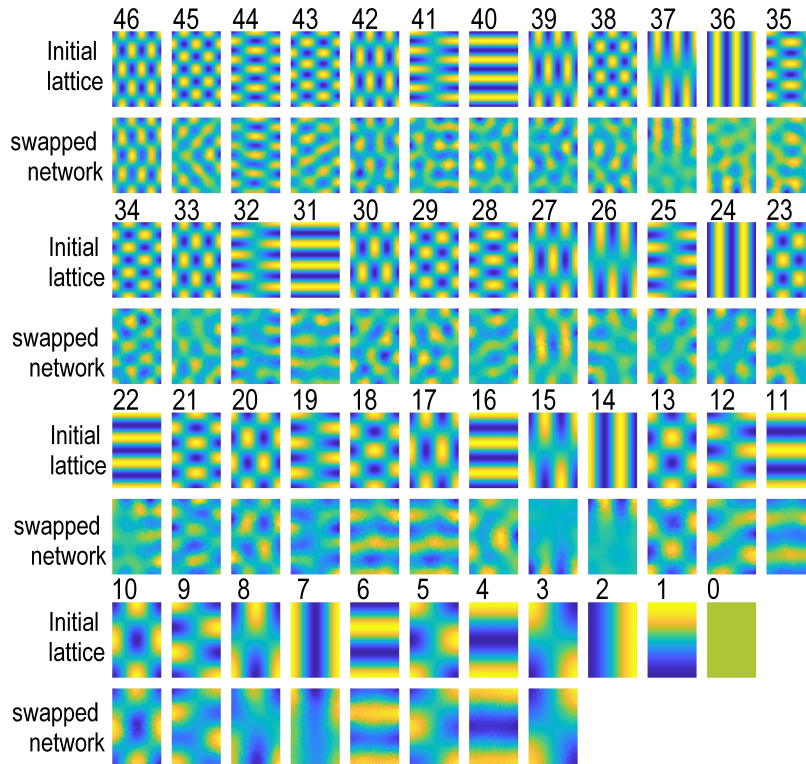 46 45 44 43 42 41 40 39 38 37 36 35
Initial
lattice
swapped
network
34 33 32 31 30 29 28 27 26 25 24 23
Initial
lattice
swapped
network
22 21 20 19 18 17 16 15 14 13 12 11
Initial
lattice
swapped
network
10 9 8 7 6 5 4 3 2 1 0
Initial
lattice
swapped
network